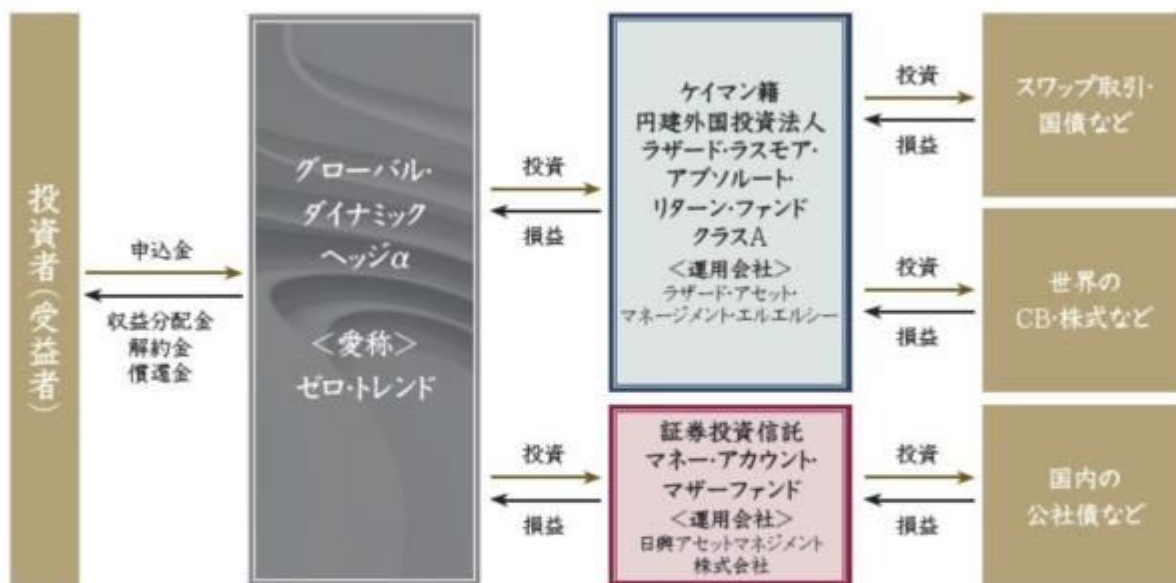 投資者(受益者)
申込金
収益分配金
解約金
償還金
グローバル・
ダイナミック
ヘッジα
<愛称>
ゼロ・トレンド
投資
損益
投資
損益
ケイマン籍
円建外国投資法人
ラザード・ラスモア・
アブソルート・
リターン・ファンド
クラスA
<運用会社>
ラザード・アセット・
マネージメント・エルエルシー
証券投資信託
マネー・アカウント・
マザーファンド
<運用会社>
日興アセットマネジメント
株式会社
投資
損益
投資
損益
投資
損益
スワップ取引・
国債など
世界の
CB・株式など
国内の
公社債など